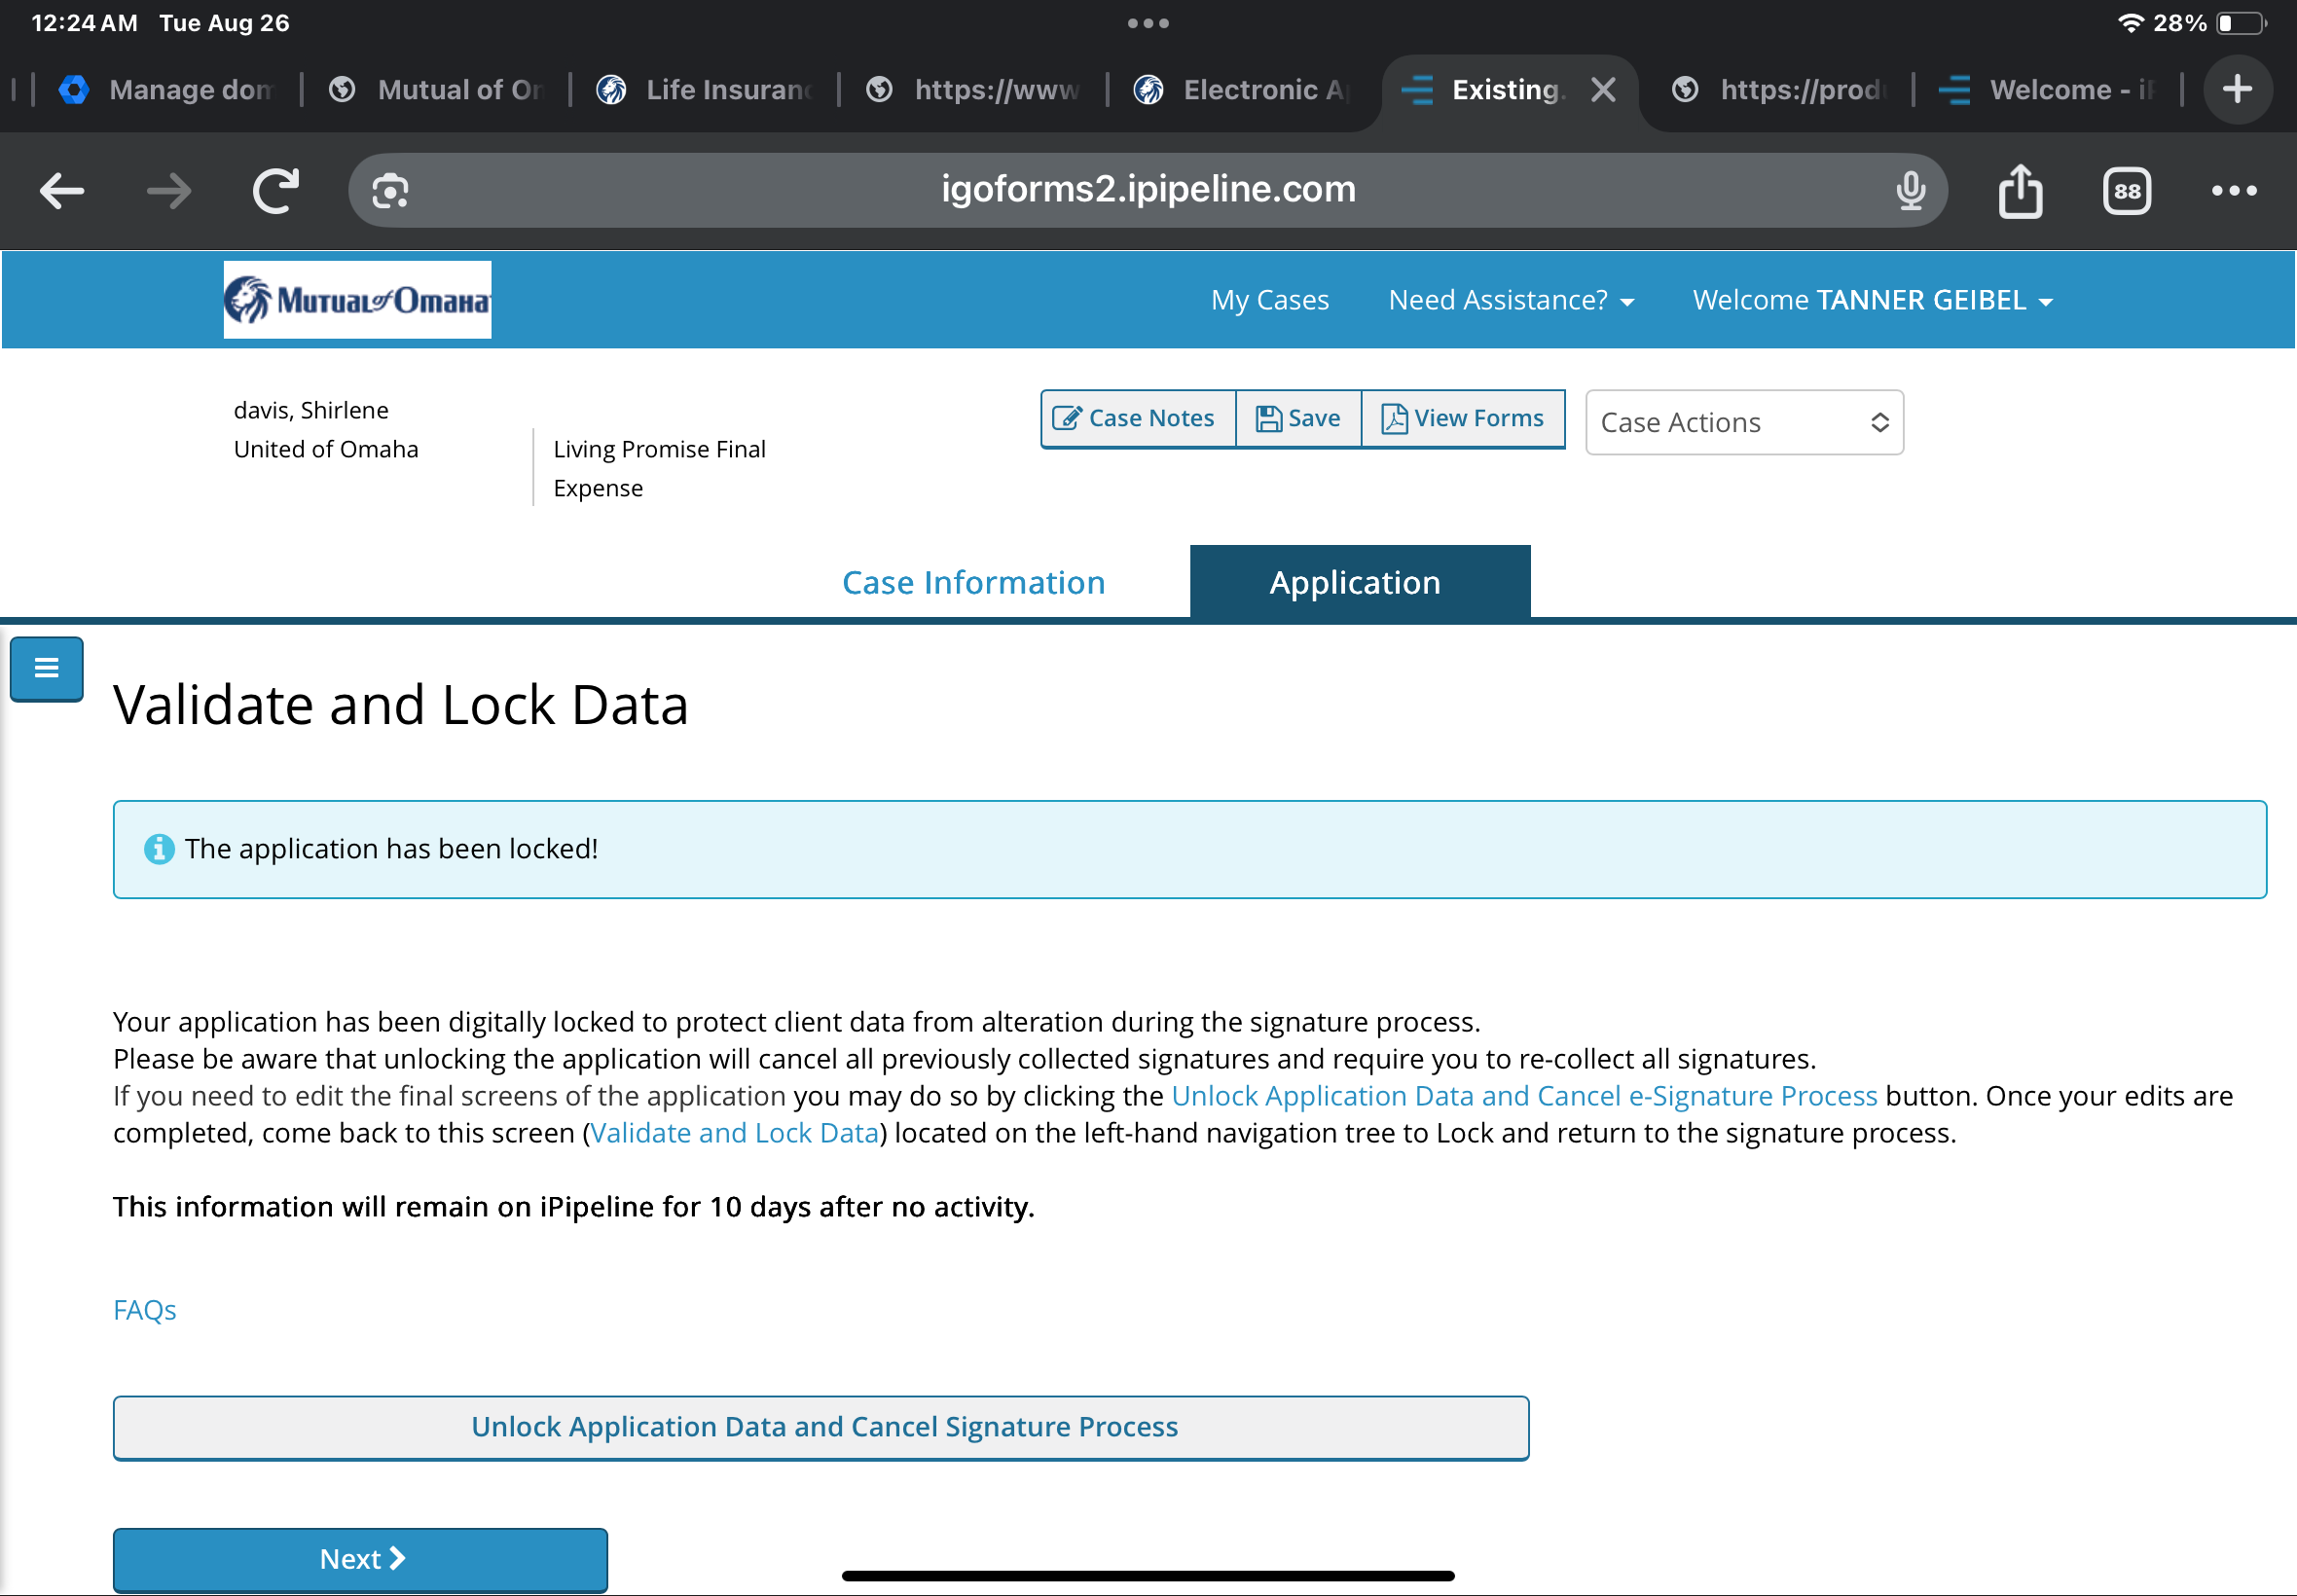 12:24 AM Tue Aug 26
28%
Manage dom
Mutual of Om
Life Insuranc
https://www
Electronic A
Existing.
https://prod
Welcome - iP
igoforms2.ipipeline.com
88
Mutual of Omaha
My Cases
Need Assistance?
Welcome TANNER GEIBEL
davis, Shirlene
United of Omaha
Living Promise Final
Expense
Case Notes
Save
View Forms
Case Actions
Case Information
Application
Validate and Lock Data
The application has been locked!
Your application has been digitally locked to protect client data from alteration during the signature process.
Please be aware that unlocking the application will cancel all previously collected signatures and require you to re-collect all signatures.
If you need to edit the final screens of the application you may do so by clicking the Unlock Application Data and Cancel e-Signature Process button. Once your edits are
completed, come back to this screen (Validate and Lock Data) located on the left-hand navigation tree to Lock and return to the signature process.
This information will remain on iPipeline for 10 days after no activity.
FAQs
Unlock Application Data and Cancel Signature Process
Next